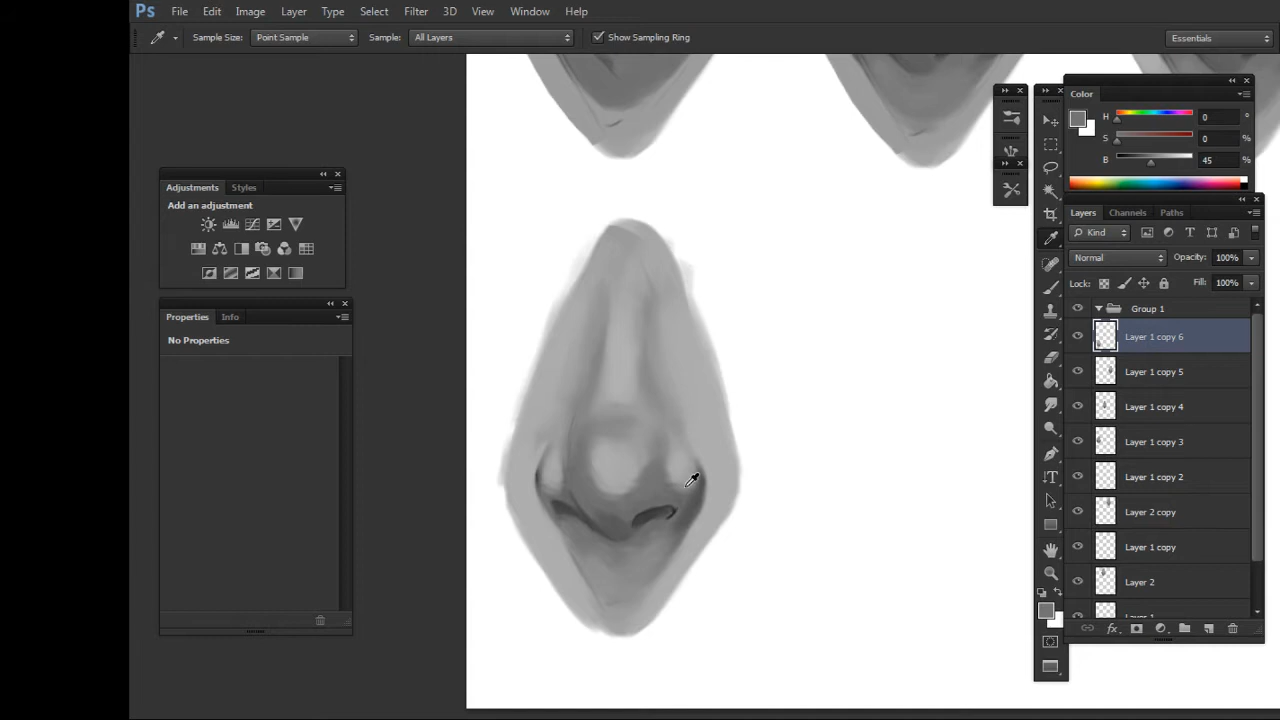 Ps File Edit Image Layer Type Select Filter 3D View Window Help
Sample Size: Point Sample Sample: All Layers Show Sampling Ring Essentials
Color
H 0 °
S 0 %
B 45 %
Adjustments Styles
Add an adjustment
Properties Info
No Properties
Layers Channels Paths
Kind
Normal Opacity: 100%
Lock: Fill: 100%
Group 1
Layer 1 copy 6
Layer 1 copy 5
Layer 1 copy 4
Layer 1 copy 3
Layer 1 copy 2
Layer 2 copy
Layer 1 copy
Layer 2
Layer 1
fx